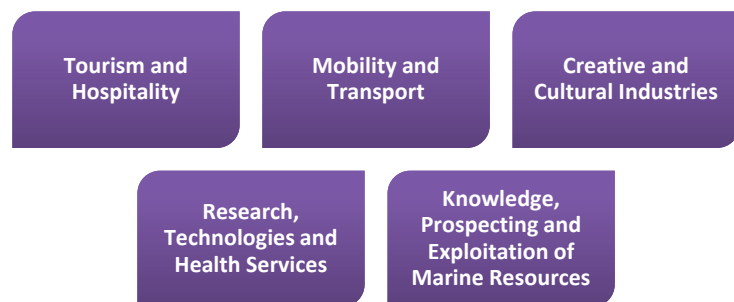 Tourism and
Hospitality
Mobility and
Transport
Creative and
Cultural Industries
Research,
Technologies and
Health Services
Knowledge,
Prospecting and
Exploitation of
Marine Resources